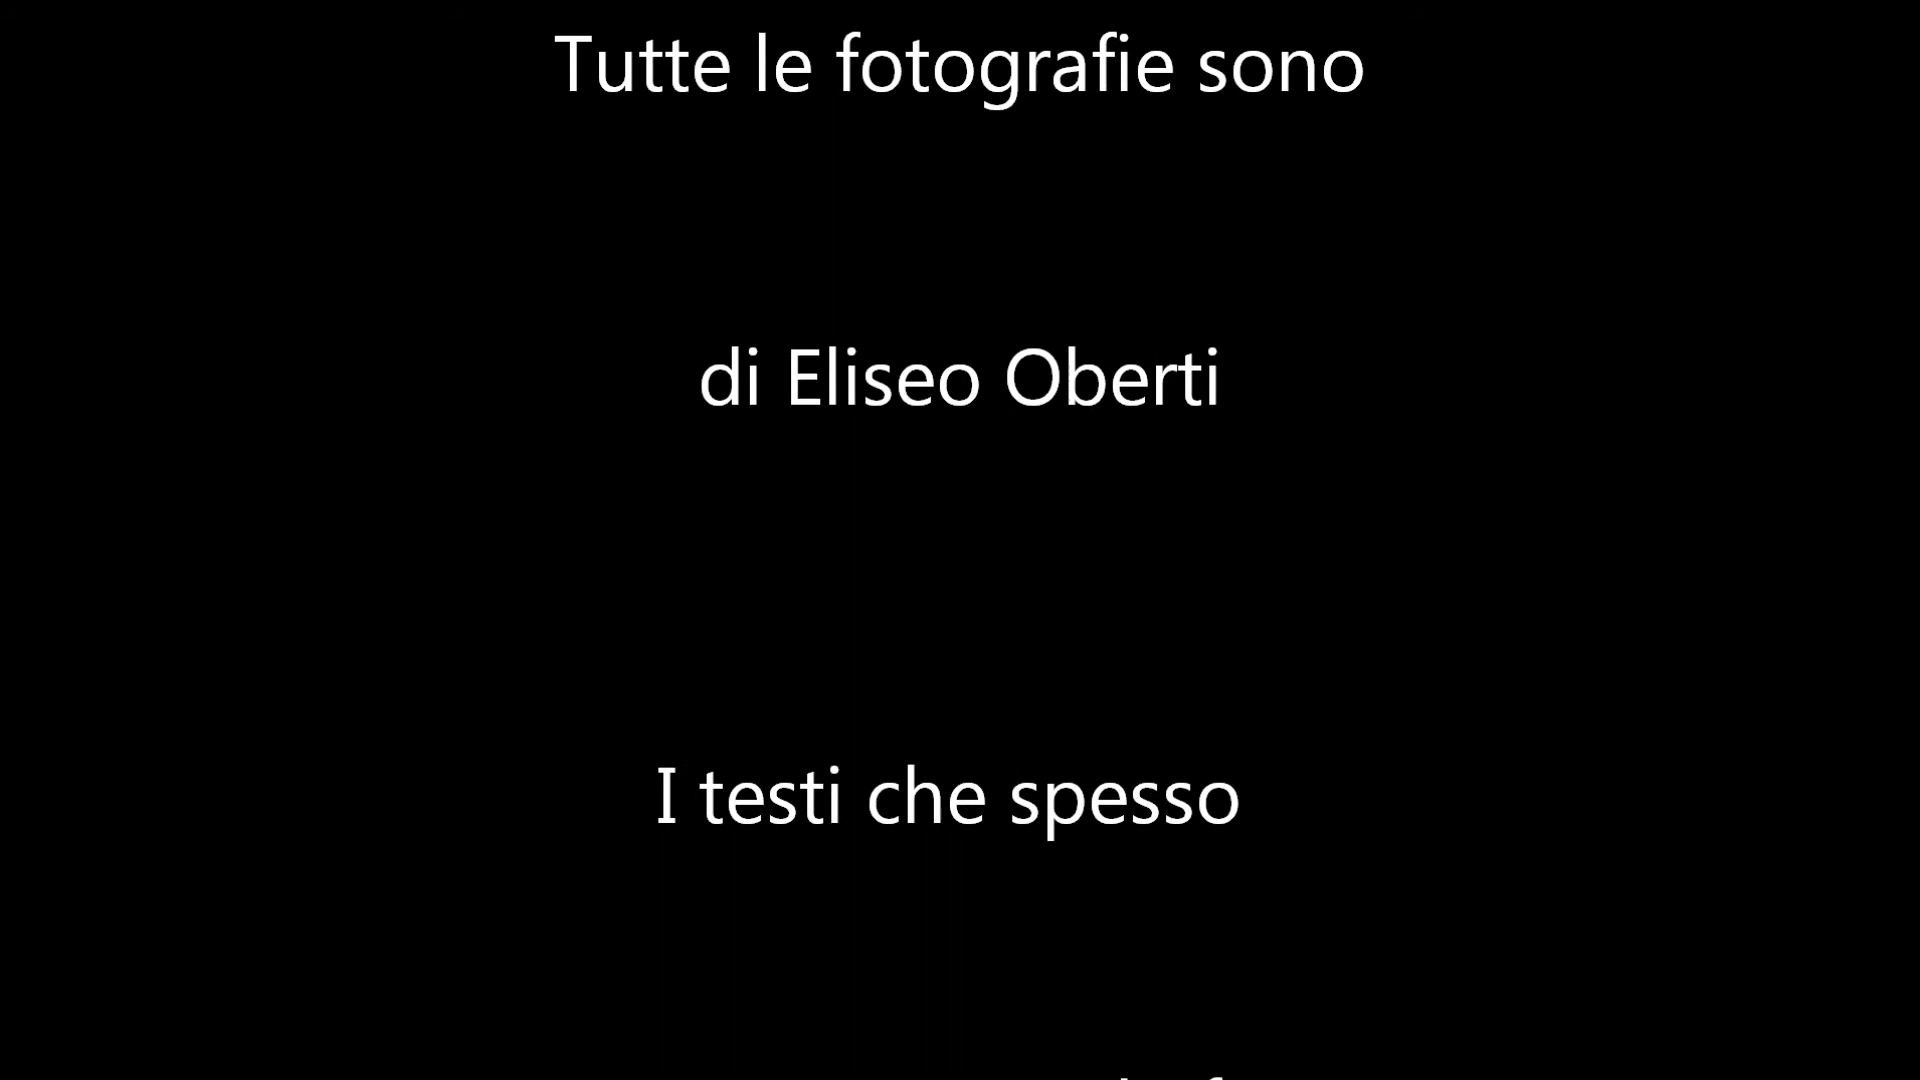 Tutte le fotografie sono
di Eliseo Oberti
I testi che spesso